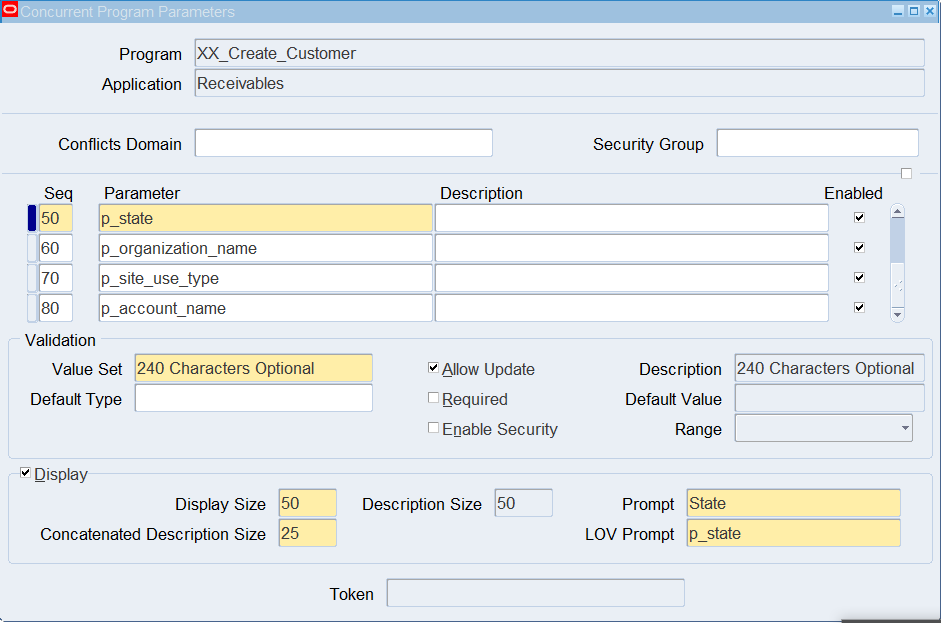 Concurrent Program Parameters
Program XX_Create_Customer
Application Receivables
Conflicts Domain Security Group
Seq Parameter Description Enabled
50 p_state
60 p_organization_name
70 p_site_use_type
80 p_account_name
Validation
Value Set 240 Characters Optional Allow Update Description 240 Characters Optional
Default Type Required Default Value
Enable Security Range
Display
Display Size 50 Description Size 50 Prompt State
Concatenated Description Size 25 LOV Prompt p_state
Token